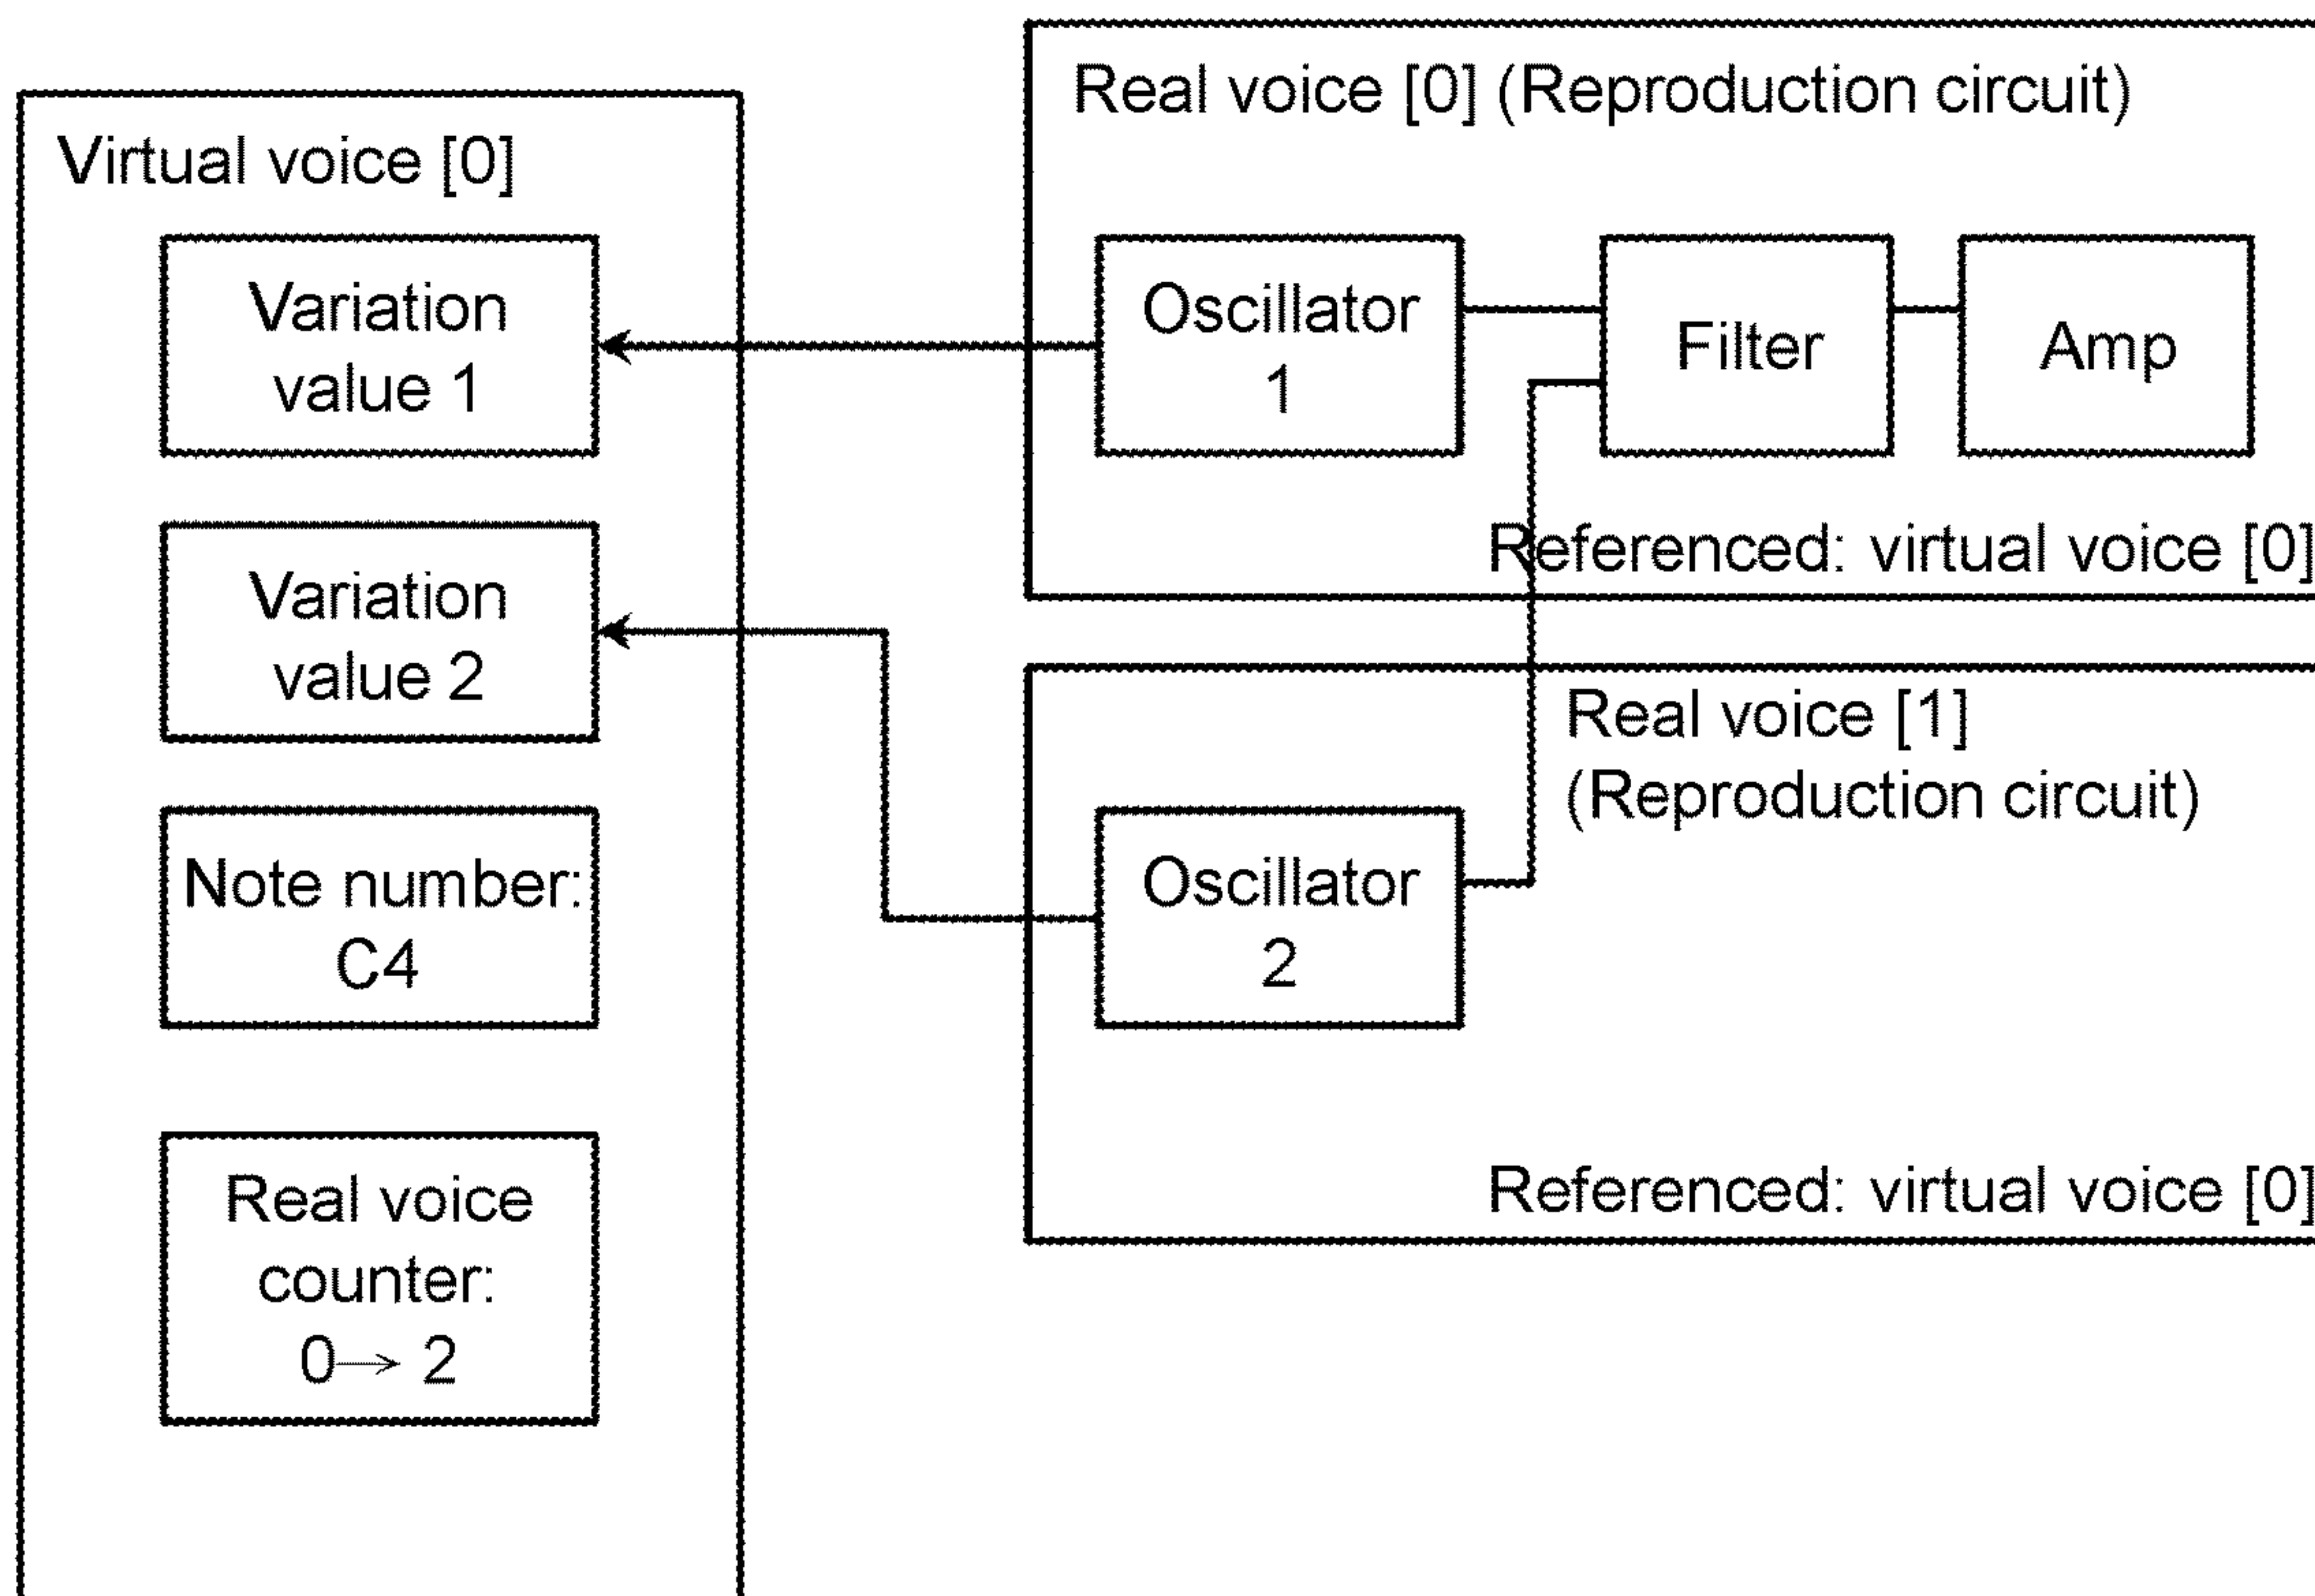 Virtual voice [0]
Variation
value 1
Variation
value 2
Note number:
C4
Real voice
counter:
0→ 2
Real voice [0] (Reproduction circuit)
Oscillator
1
Filter
Amp
Referenced: virtual voice [0]
Real voice [1]
(Reproduction circuit)
Oscillator
2
Referenced: virtual voice [0]